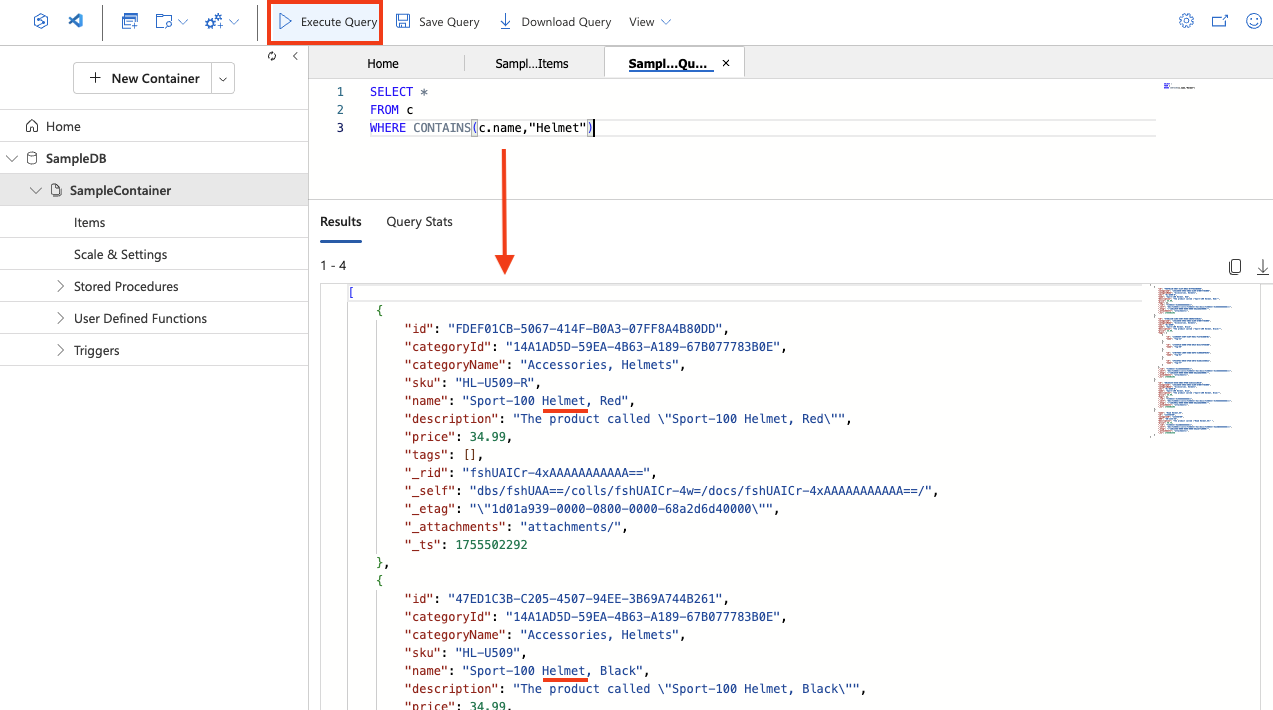 Execute Query
Save Query
Download Query
View
New Container
Home
Sampl...Items
Sampl...Qu...
1 SELECT *
2 FROM c
3 WHERE CONTAINS(c.name,"Helmet")
Home
SampleDB
SampleContainer
Items
Scale & Settings
Stored Procedures
User Defined Functions
Triggers
Results
Query Stats
1 - 4
[
{
"id": "FDEF01CB-5067-414F-B0A3-07FF8A4B80DD",
"categoryId": "14A1AD5D-59EA-4B63-A189-67B077783B0E",
"categoryName": "Accessories, Helmets",
"sku": "HL-U509-R",
"name": "Sport-100 Helmet, Red",
"description": "The product called \"Sport-100 Helmet, Red\"",
"price": 34.99,
"tags": [],
"_rid": "fshUAICr-4xAAAAAAAAAAA==",
"_self": "dbs/fshUAA==/colls/fshUAICr-4w=/docs/fshUAICr-4xAAAAAAAAAAA==/",
"_etag": "\"1d01a939-0000-0800-0000-68a2d6d40000\"",
"_attachments": "attachments/",
"_ts": 1755502292
},
{
"id": "47ED1C3B-C205-4507-94EE-3B69A744B261",
"categoryId": "14A1AD5D-59EA-4B63-A189-67B077783B0E",
"categoryName": "Accessories, Helmets",
"sku": "HL-U509",
"name": "Sport-100 Helmet, Black",
"description": "The product called \"Sport-100 Helmet, Black\"",
"price": 34.99,